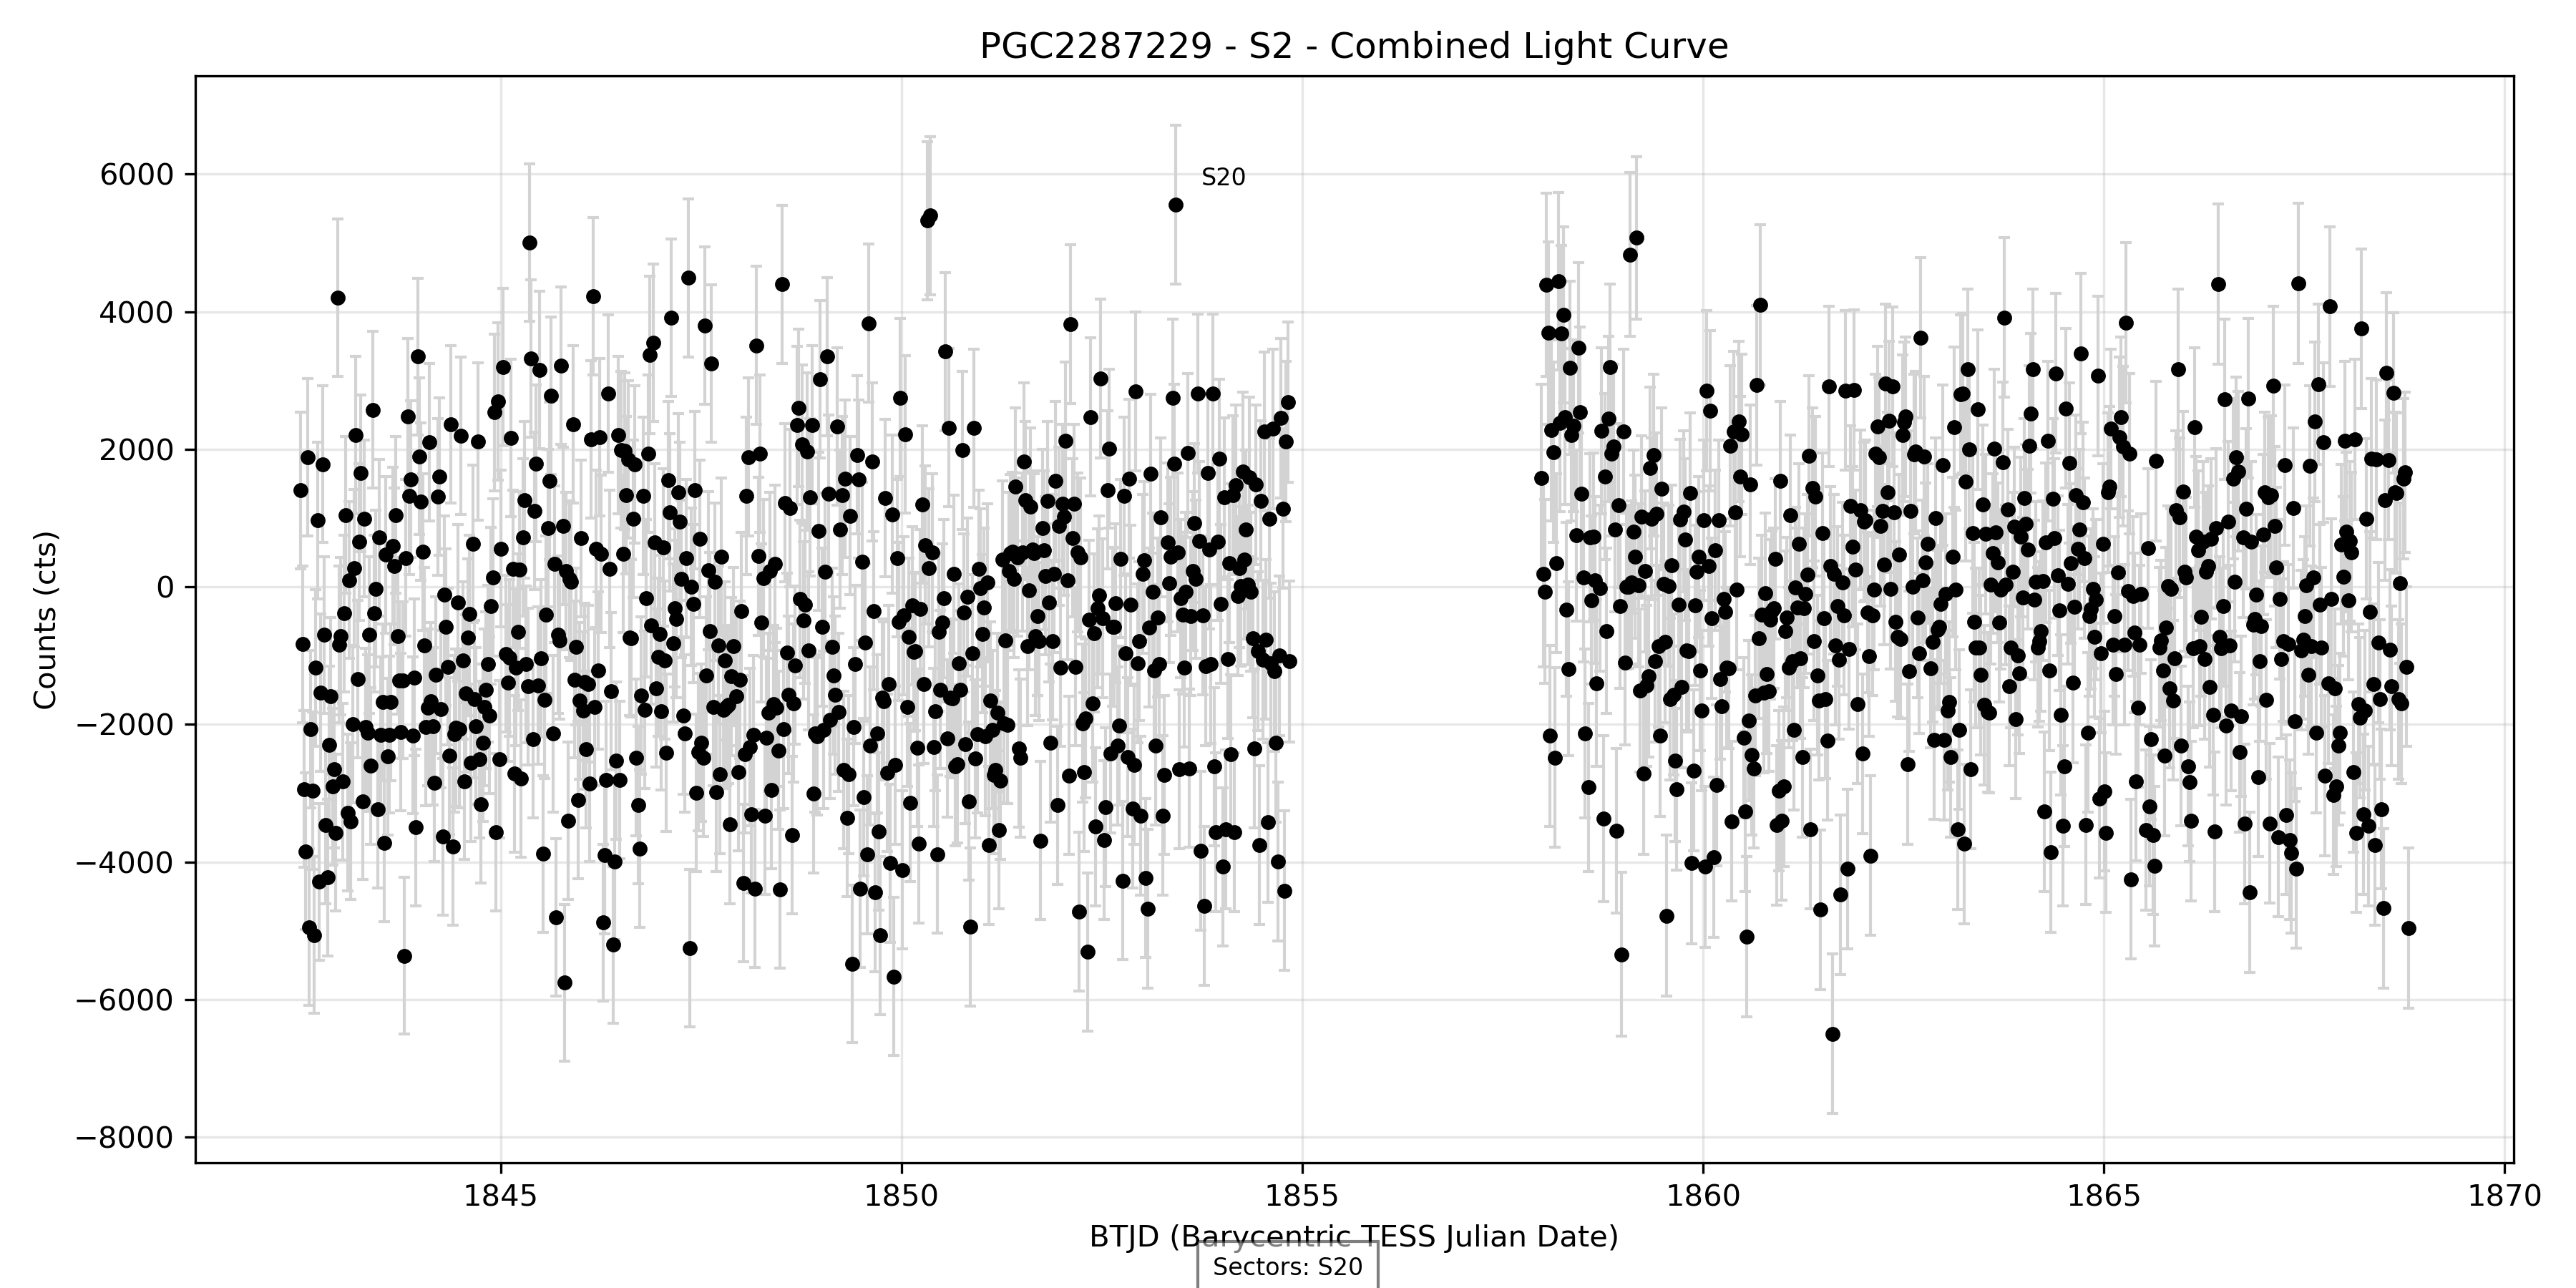 PGC2287229 - S2 - Combined Light Curve
6000
4000
2000
0
−2000
−4000
−6000
−8000
Counts (cts)
S20
1845
1850
1855
1860
1865
1870
BTJD (Barycentric TESS Julian Date)
Sectors: S20